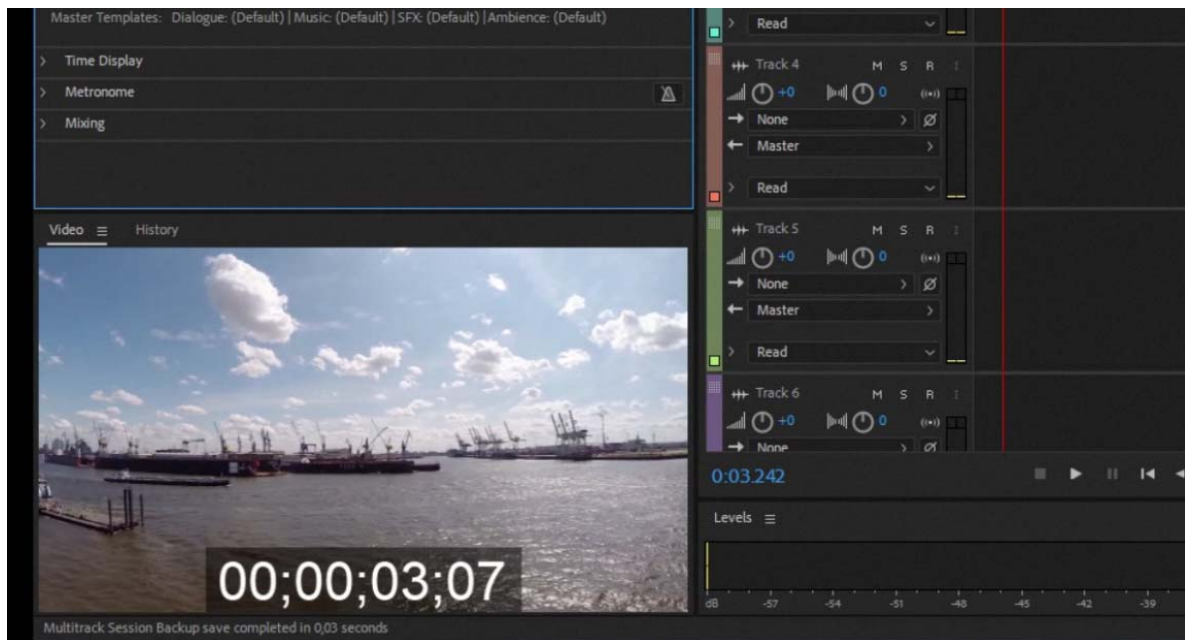 Master Templates: Dialogue: (Default) | Music: (Default) | SFX: (Default) | Ambience: (Default)
Time Display
Metronome
Mixing
Video
History
00;00;03;07
Multitrack Session Backup save completed in 0,03 seconds
Read
Track 4 M S R I
+0 0
None
Master
Read
Track 5 M S R I
+0 0
None
Master
Read
Track 6 M S R I
+0 0
None
0:03.242
Levels
dB -57 -54 -51 -48 -45 -42 -39